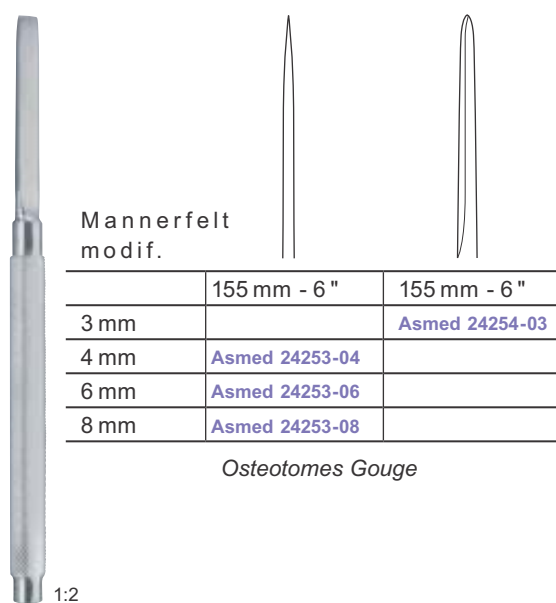 Mannerfelt
modif.
155 mm - 6" 155 mm - 6"
3 mm Asmed 24254-03
4 mm Asmed 24253-04
6 mm Asmed 24253-06
8 mm Asmed 24253-08
Osteotomes Gouge
1:2